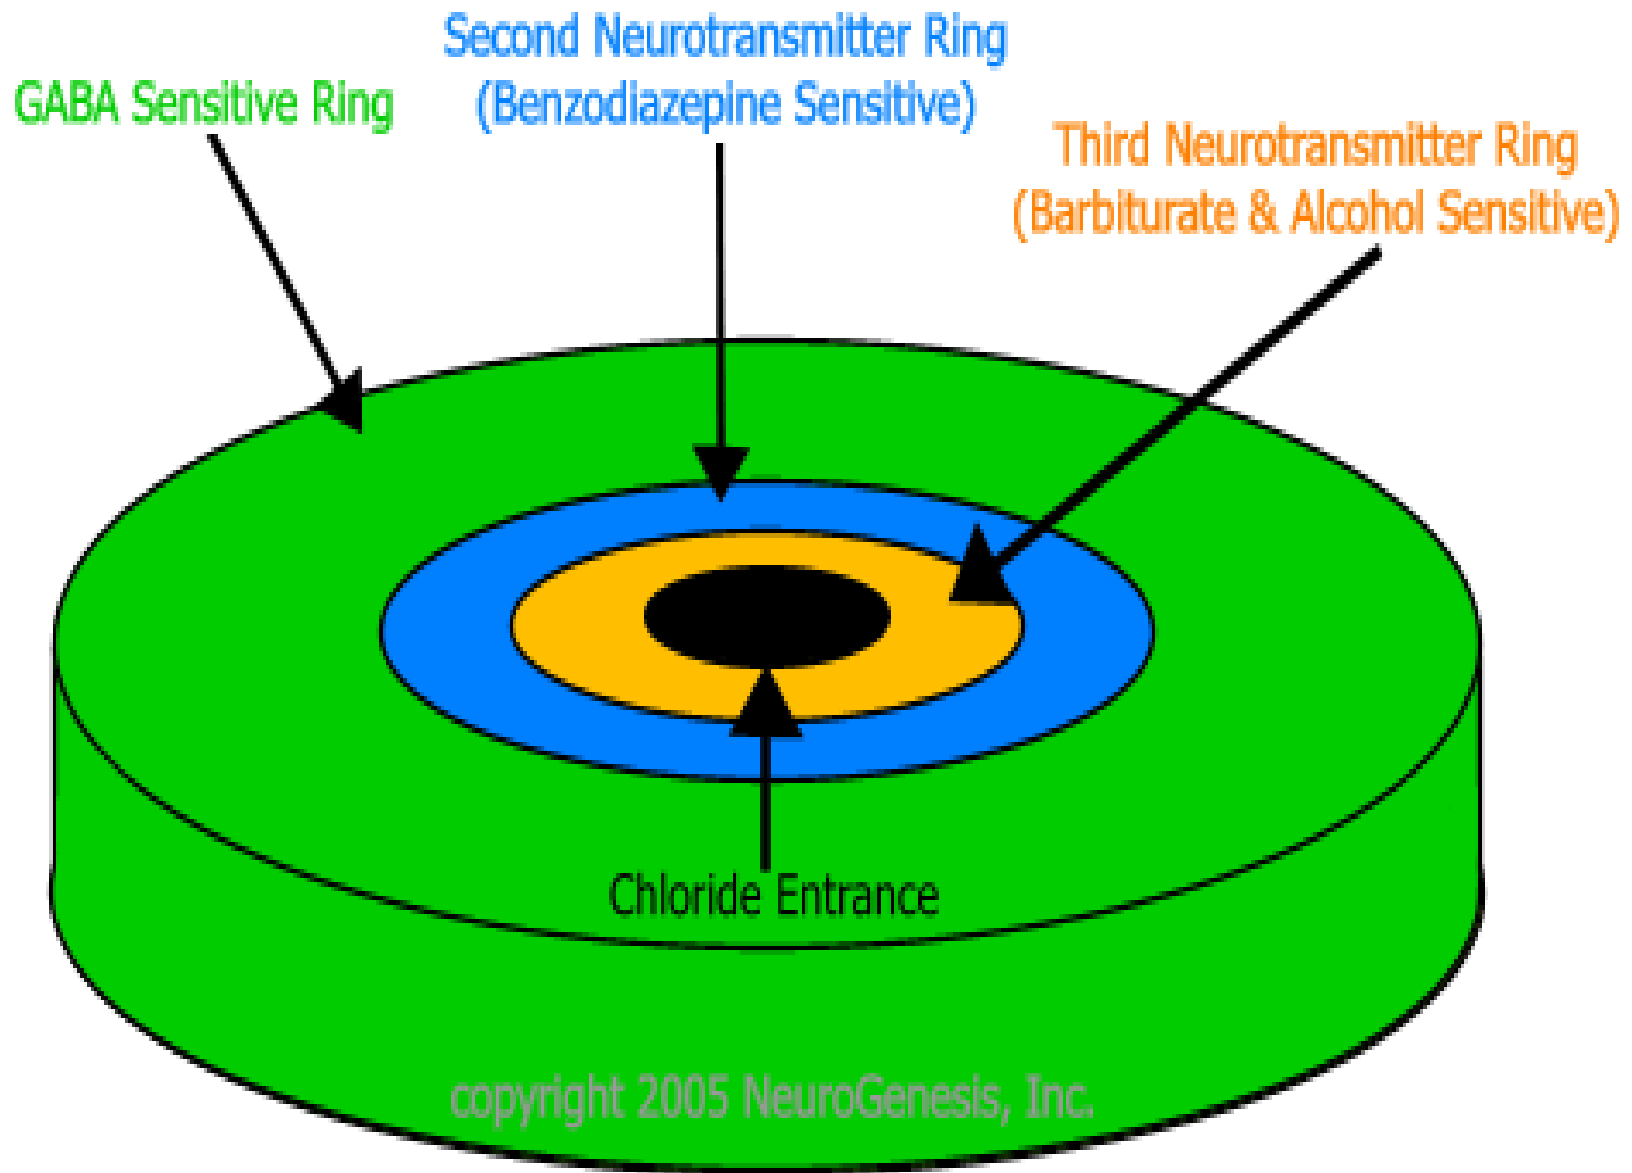 Second Neurotransmitter Ring
(Benzodiazepine Sensitive)
GABA Sensitive Ring
Third Neurotransmitter Ring
(Barbiturate & Alcohol Sensitive)
Chloride Entrance
copyright 2005 NeuroGenesis, Inc.